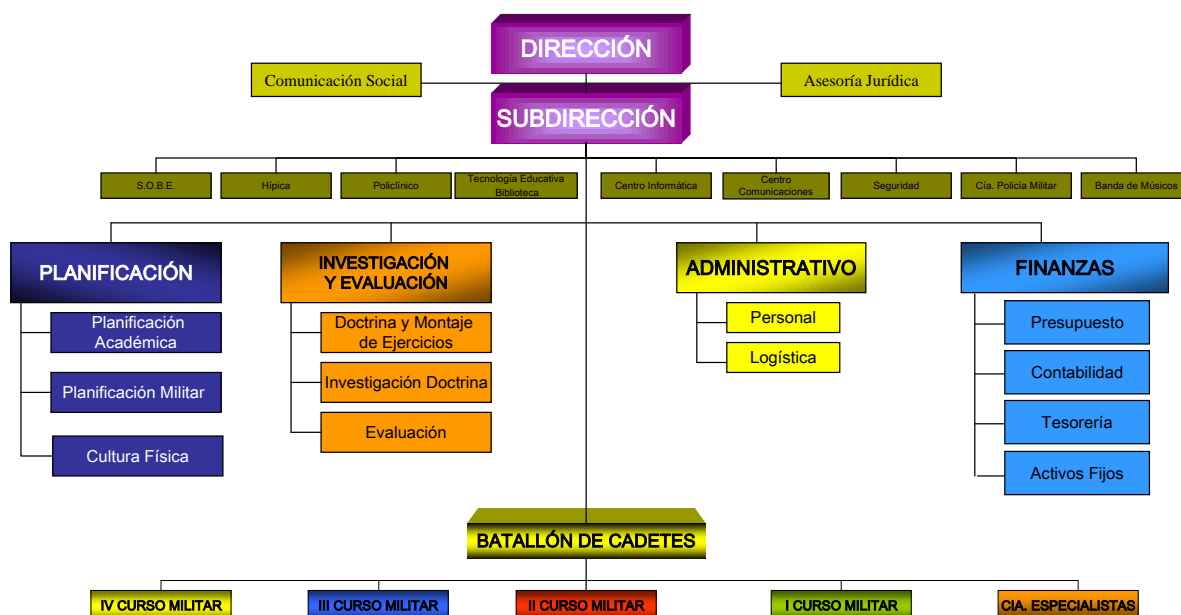 DIRECCIÓN
Comunicación Social
Asesoría Jurídica
SUBDIRECCIÓN
S.O.B.E.
Hípica
Policlínico
Tecnología Educativa
Biblioteca
Centro Informática
Centro
Comunicaciones
Seguridad
Cía. Policía Militar
Banda de Músicos
PLANIFICACIÓN
Planificación
Académica
Planificación Militar
Cultura Física
INVESTIGACIÓN
Y EVALUACIÓN
Doctrina y Montaje
de Ejercicios
Investigación Doctrina
Evaluación
ADMINISTRATIVO
Personal
Logística
FINANZAS
Presupuesto
Contabilidad
Tesorería
Activos Fijos
BATALLÓN DE CADETES
IV CURSO MILITAR
III CURSO MILITAR
II CURSO MILITAR
I CURSO MILITAR
CIA. ESPECIALISTAS